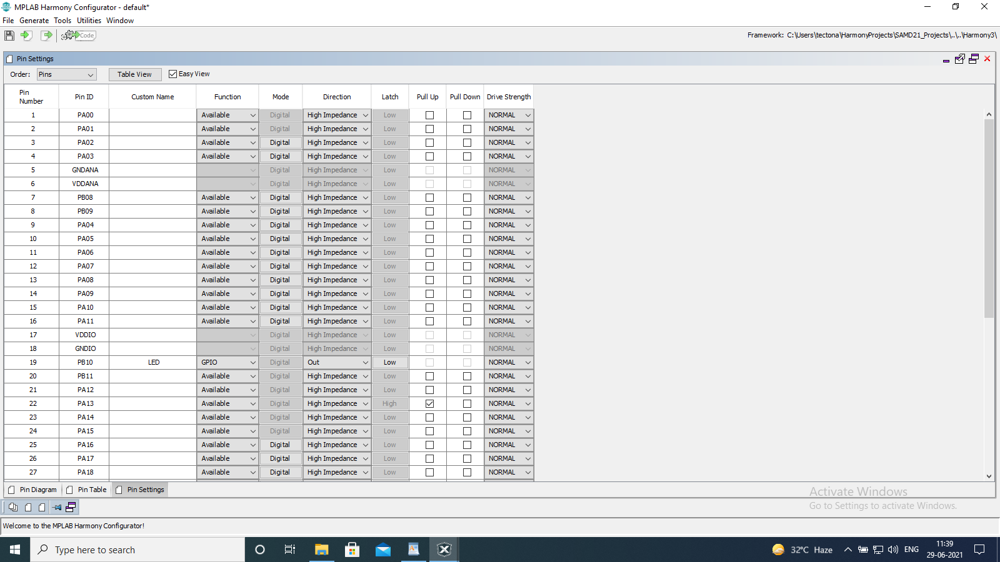 MPLAB Harmony Configurator - default*
File Generate Tools Utilities Window
Code
Framework: C:\Users\tectona\HarmonyProjects\SAMD21_Projects\..\..\Harmony3\
Pin Settings
Order: Pins Table View Easy View
Pin Number Pin ID Custom Name Function Mode Direction Latch Pull Up Pull Down Drive Strength
1 PA00 Available Digital High Impedance Low NORMAL
2 PA01 Available Digital High Impedance Low NORMAL
3 PA02 Available Digital High Impedance Low NORMAL
4 PA03 Available Digital High Impedance Low NORMAL
5 GNDANA Digital High Impedance Low NORMAL
6 VDDANA Digital High Impedance Low NORMAL
7 PB08 Available Digital High Impedance Low NORMAL
8 PB09 Available Digital High Impedance Low NORMAL
9 PA04 Available Digital High Impedance Low NORMAL
10 PA05 Available Digital High Impedance Low NORMAL
11 PA06 Available Digital High Impedance Low NORMAL
12 PA07 Available Digital High Impedance Low NORMAL
13 PA08 Available Digital High Impedance Low NORMAL
14 PA09 Available Digital High Impedance Low NORMAL
15 PA10 Available Digital High Impedance Low NORMAL
16 PA11 Available Digital High Impedance Low NORMAL
17 VDDIO Digital High Impedance Low NORMAL
18 GNDIO Digital High Impedance Low NORMAL
19 PB10 LED GPIO Digital Out Low NORMAL
20 PB11 Available Digital High Impedance Low NORMAL
21 PA12 Available Digital High Impedance Low NORMAL
22 PA13 Available Digital High Impedance High NORMAL
23 PA14 Available Digital High Impedance Low NORMAL
24 PA15 Available Digital High Impedance Low NORMAL
25 PA16 Available Digital High Impedance Low NORMAL
26 PA17 Available Digital High Impedance Low NORMAL
27 PA18 Available Digital High Impedance Low NORMAL
Pin Diagram Pin Table Pin Settings
Activate Windows
Go to Settings to activate Windows.
Welcome to the MPLAB Harmony Configurator!
Type here to search
32°C Haze
ENG
11:39
29-06-2021